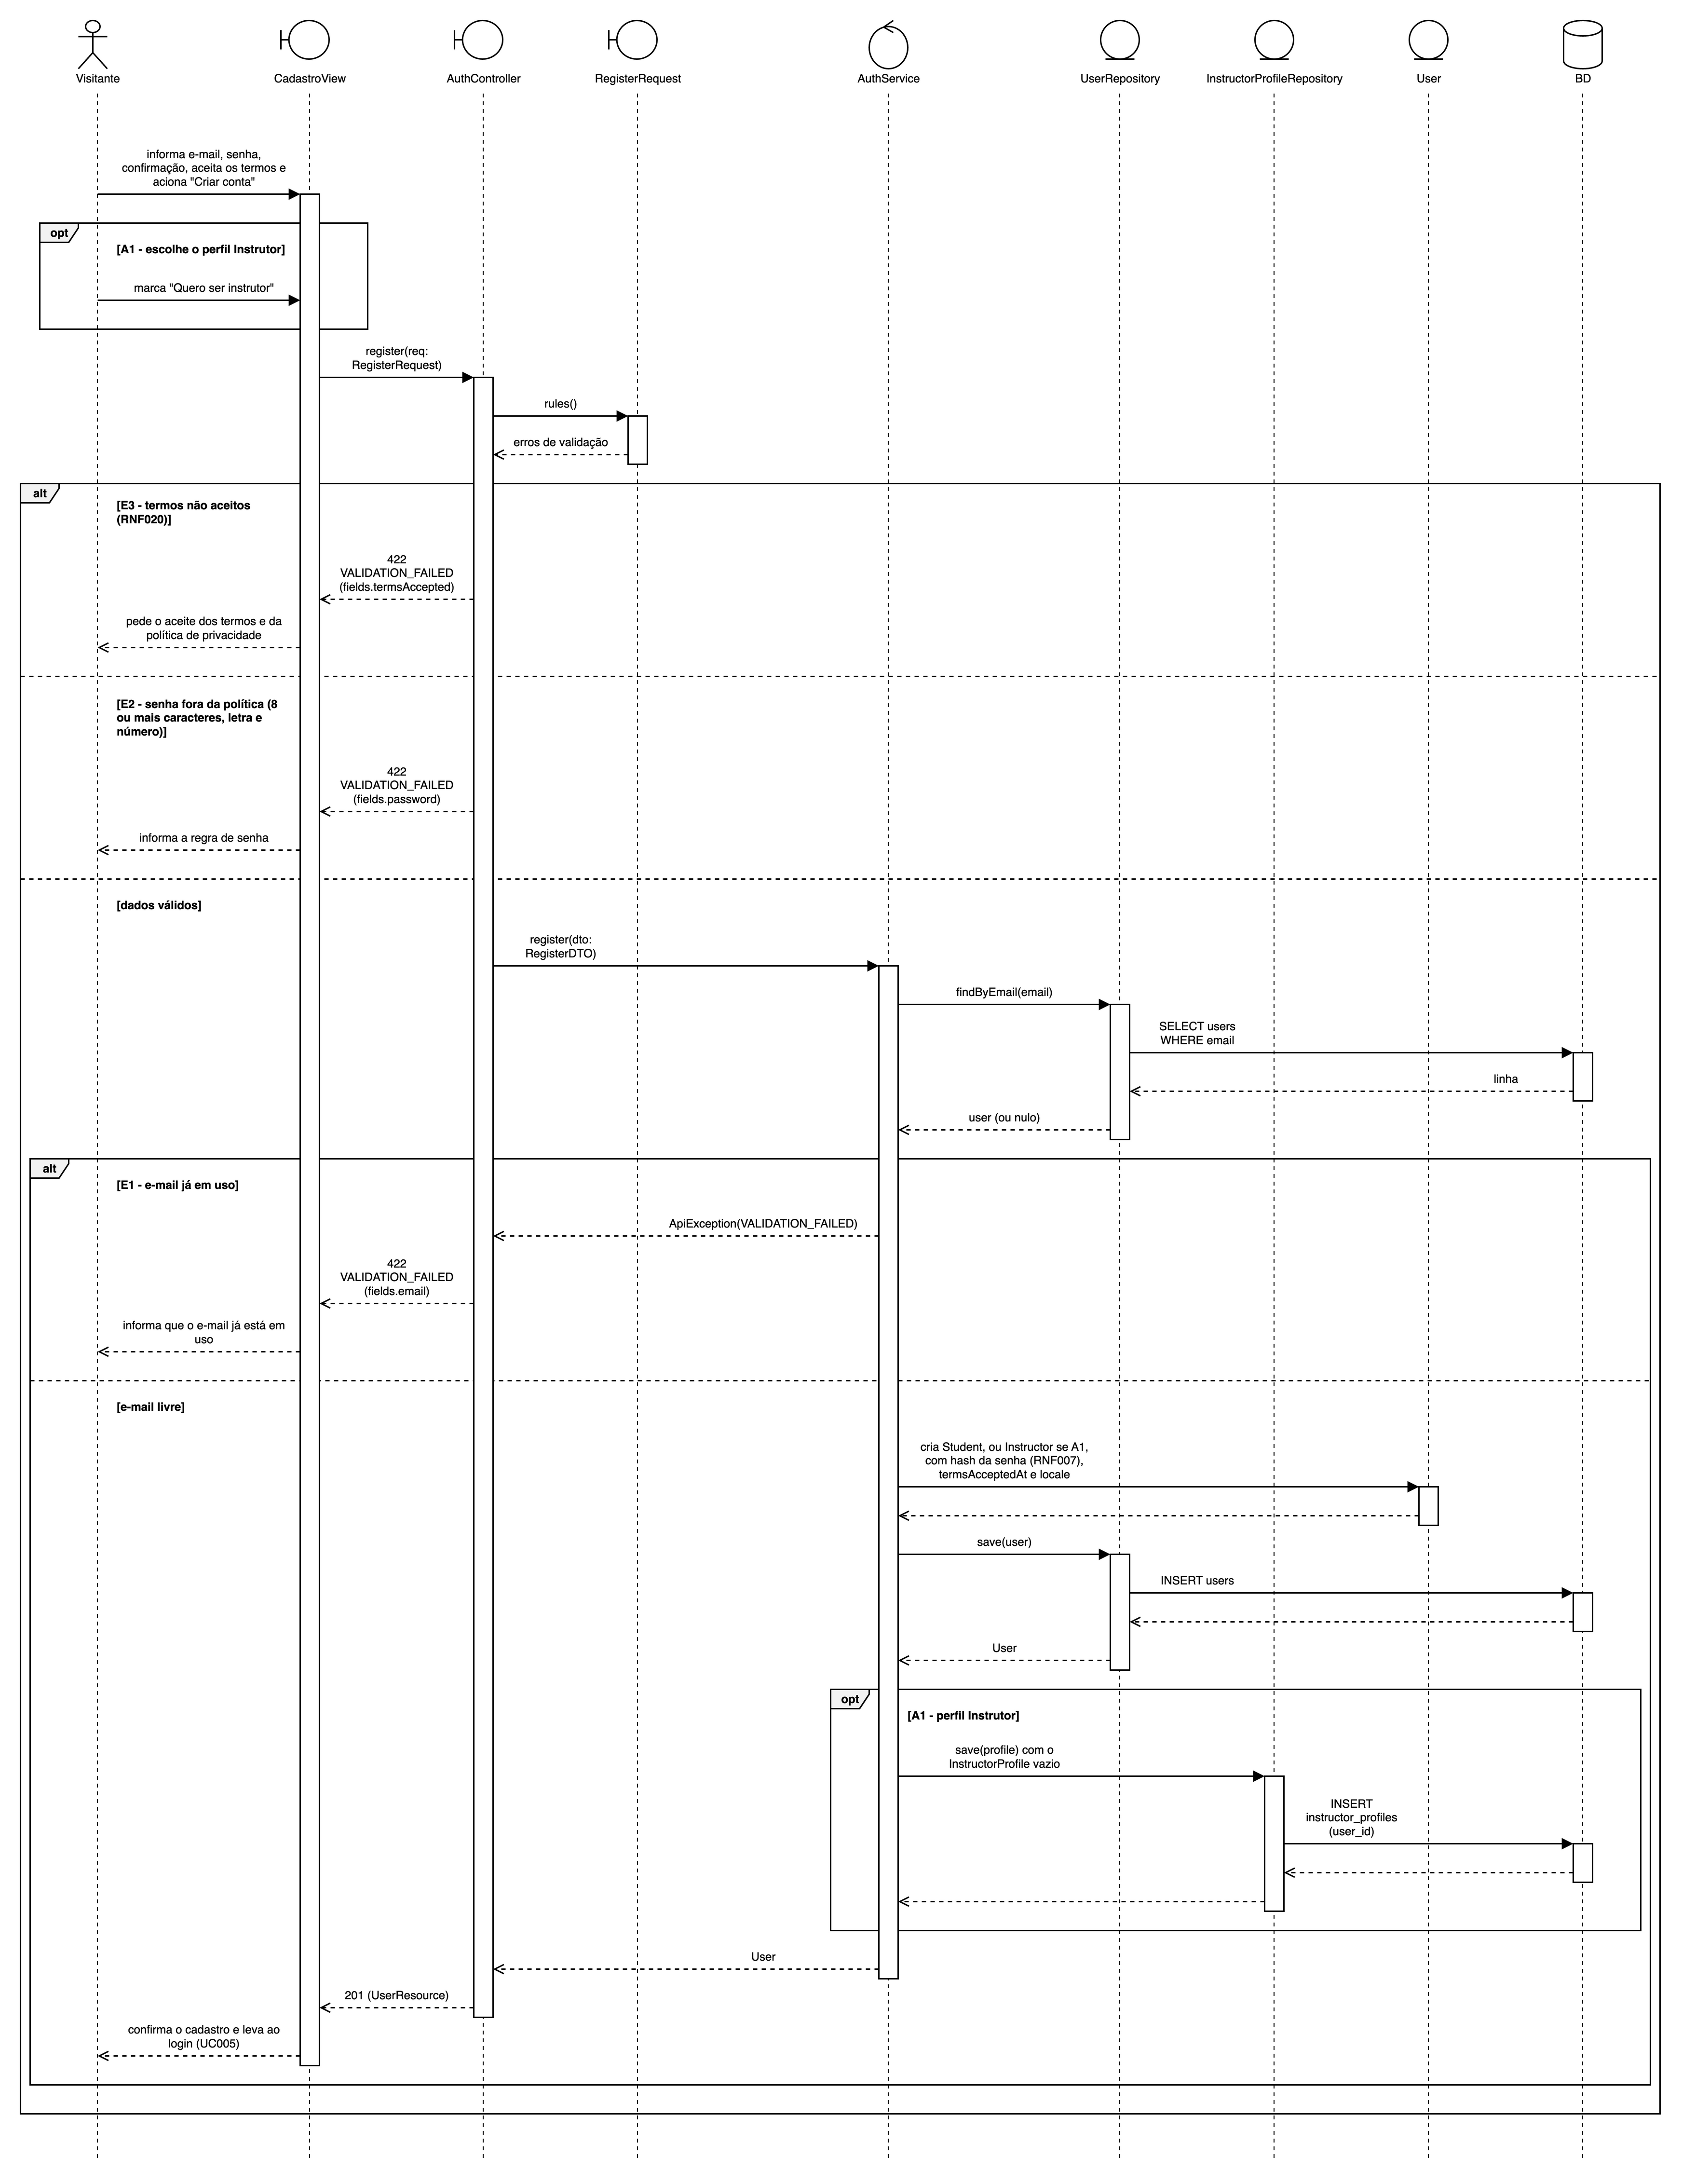 Visitante
CadastroView
AuthController
RegisterRequest
AuthService
UserRepository
InstructorProfileRepository
User
BD
informa e-mail, senha,
confirmação, aceita os termos e
aciona "Criar conta"
opt
[A1 - escolhe o perfil Instrutor]
marca "Quero ser instrutor"
register(req:
RegisterRequest)
rules()
erros de validação
alt
[E3 - termos não aceitos
(RNF020)]
422
VALIDATION_FAILED
(fields.termsAccepted)
pede o aceite dos termos e da
política de privacidade
[E2 - senha fora da política (8
ou mais caracteres, letra e
número)]
422
VALIDATION_FAILED
(fields.password)
informa a regra de senha
[dados válidos]
register(dto:
RegisterDTO)
findByEmail(email)
SELECT users
WHERE email
linha
user (ou nulo)
alt
[E1 - e-mail já em uso]
ApiException(VALIDATION_FAILED)
422
VALIDATION_FAILED
(fields.email)
informa que o e-mail já está em
uso
[e-mail livre]
cria Student, ou Instructor se A1,
com hash da senha (RNF007),
termsAcceptedAt e locale
save(user)
INSERT users
User
opt
[A1 - perfil Instrutor]
save(profile) com o
InstructorProfile vazio
INSERT
instructor_profiles
(user_id)
User
201 (UserResource)
confirma o cadastro e leva ao
login (UC005)